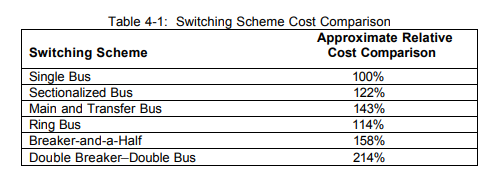 Table 4-1: Switching Scheme Cost Comparison
Switching Scheme Approximate Relative
Cost Comparison
Single Bus 100%
Sectionalized Bus 122%
Main and Transfer Bus 143%
Ring Bus 114%
Breaker-and-a-Half 158%
Double Breaker–Double Bus 214%